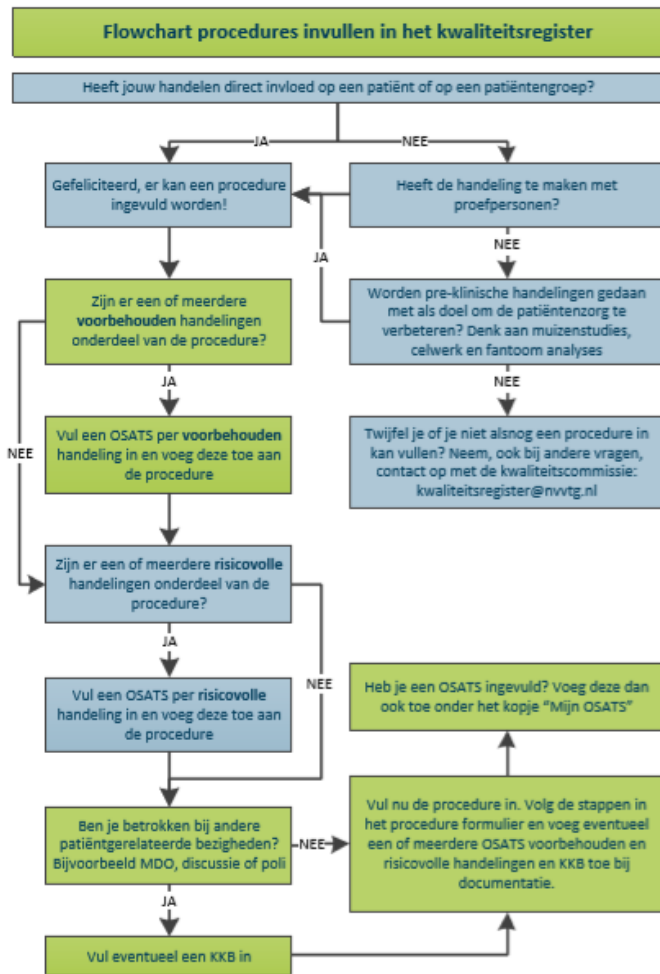 Flowchart procedures invullen in het kwaliteitsregister
Heeft jouw handelen direct invloed op een patiënt of op een patiëntengroep?
JA
NEE
Gefeliciteerd, er kan een procedure
ingevuld worden!
Heeft de handeling te maken met
proefpersonen?
JA
NEE
Zijn er een of meerdere
voorbehouden handelingen
onderdeel van de procedure?
Worden pre-klinische handelingen gedaan
met als doel om de patiëntenzorg te
verbeteren? Denk aan muizenstudies,
celwerk en fantoom analyses
JA
NEE
NEE
Vul een OSATS per voorbehouden
handeling in en voeg deze toe aan
de procedure
Twijfel je of je niet alsnog een procedure in
kan vullen? Neem, ook bij andere vragen,
contact op met de kwaliteitscommissie:
kwaliteitsregister@nvvtg.nl
Zijn er een of meerdere risicovolle
handelingen onderdeel van de
procedure?
JA
NEE
Vul een OSATS per risicovolle
handeling in en voeg deze toe aan
de procedure
Heb je een OSATS ingevuld? Voeg deze dan
ook toe onder het kopje “Mijn OSATS”
Ben je betrokken bij andere
patiëntgerelateerde bezigheden?
Bijvoorbeeld MDO, discussie of poli
NEE
Vul nu de procedure in. Volg de stappen in
het procedure formulier en voeg eventueel
een of meerdere OSATS voorbehouden en
risicovolle handelingen en KKB toe bij
documentatie.
JA
Vul eventueel een KKB in